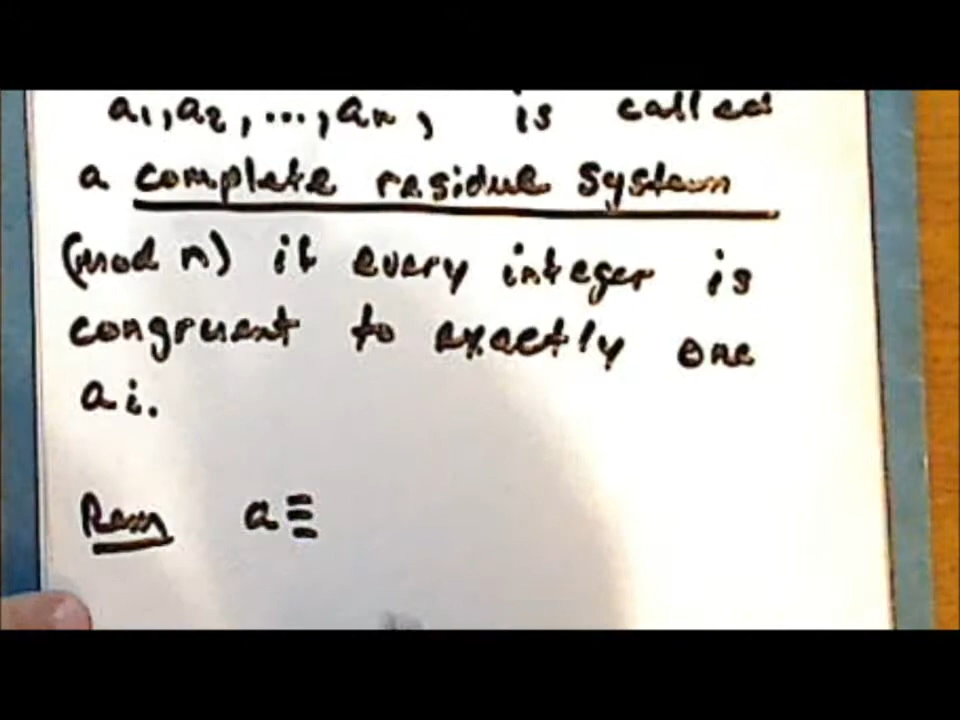 a1, a2, ..., an, is called
a complete residue system
(mod n) if every integer is
congruent to exactly one
ai.
Rem a ≡